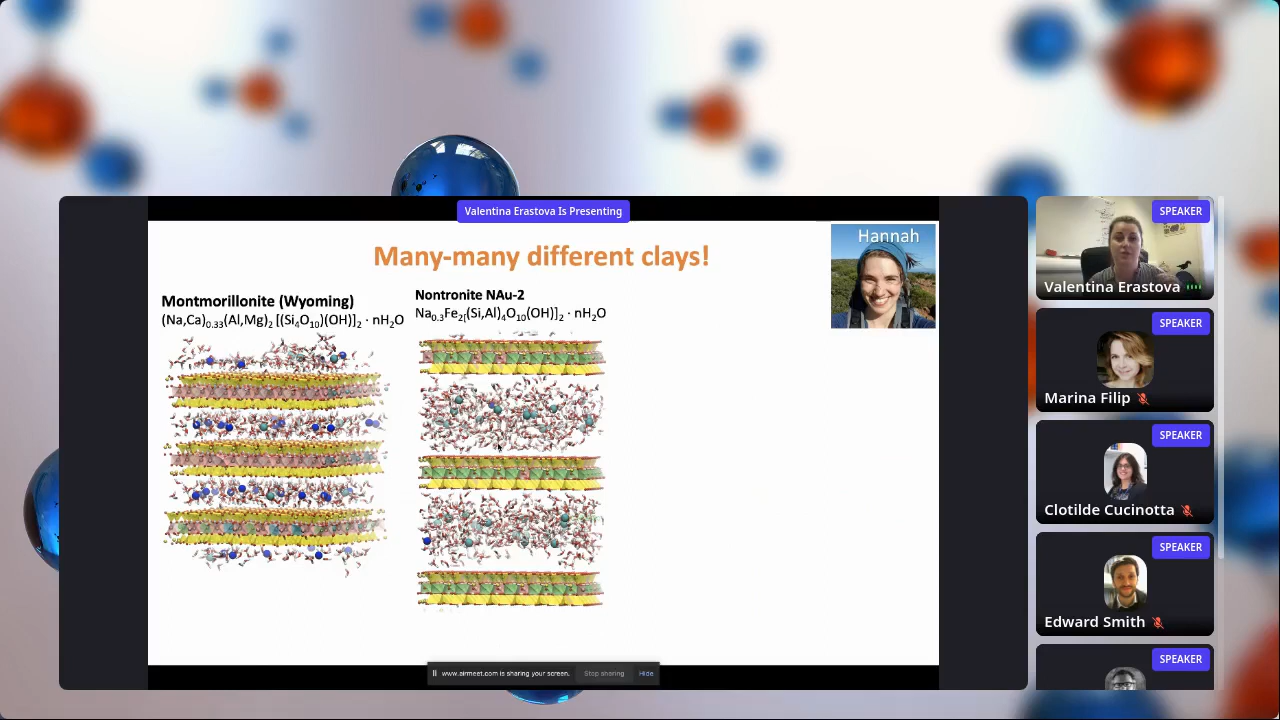 Valentina Erastova Is Presenting
Many-many different clays!
Hannah
Montmorillonite (Wyoming)
(Na,Ca)0.33(Al,Mg)2 [(Si4O10)(OH)]2 · nH2O
Nontronite NAu-2
Na0.3Fe2[(Si,Al)4O10(OH)]2 · nH2O
www.airmeet.com is sharing your screen.
Stop sharing
Hide
SPEAKER
Valentina Erastova
SPEAKER
Marina Filip
SPEAKER
Clotilde Cucinotta
SPEAKER
Edward Smith
SPEAKER